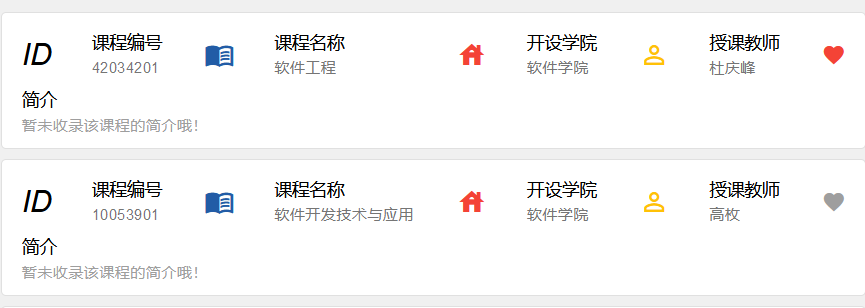 ID 课程编号 课程名称 开设学院 授课教师
42034201 软件工程 软件学院 杜庆峰
简介
暂未收录该课程的简介哦!
ID 课程编号 课程名称 开设学院 授课教师
10053901 软件开发技术与应用 软件学院 高枚
简介
暂未收录该课程的简介哦!